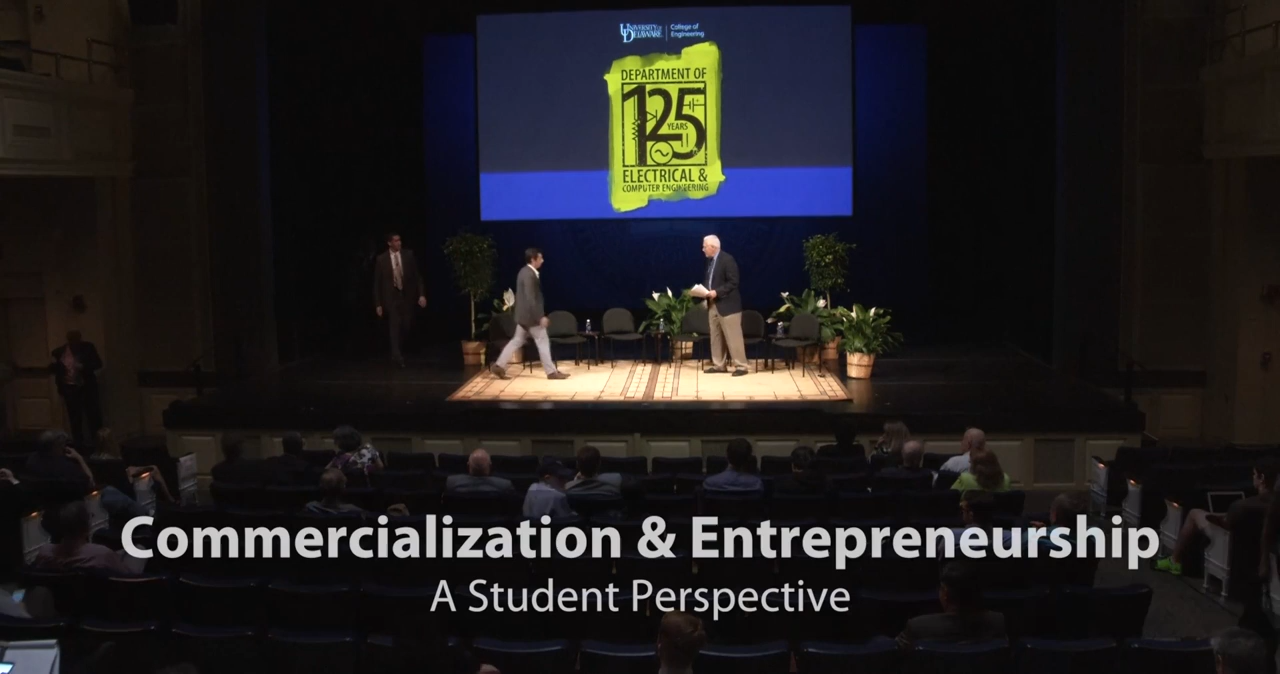 UNIVERSITY OF
DELAWARE
College of
Engineering
DEPARTMENT OF
125
YEARS
ELECTRICAL &
COMPUTER ENGINEERING
Commercialization & Entrepreneurship
A Student Perspective